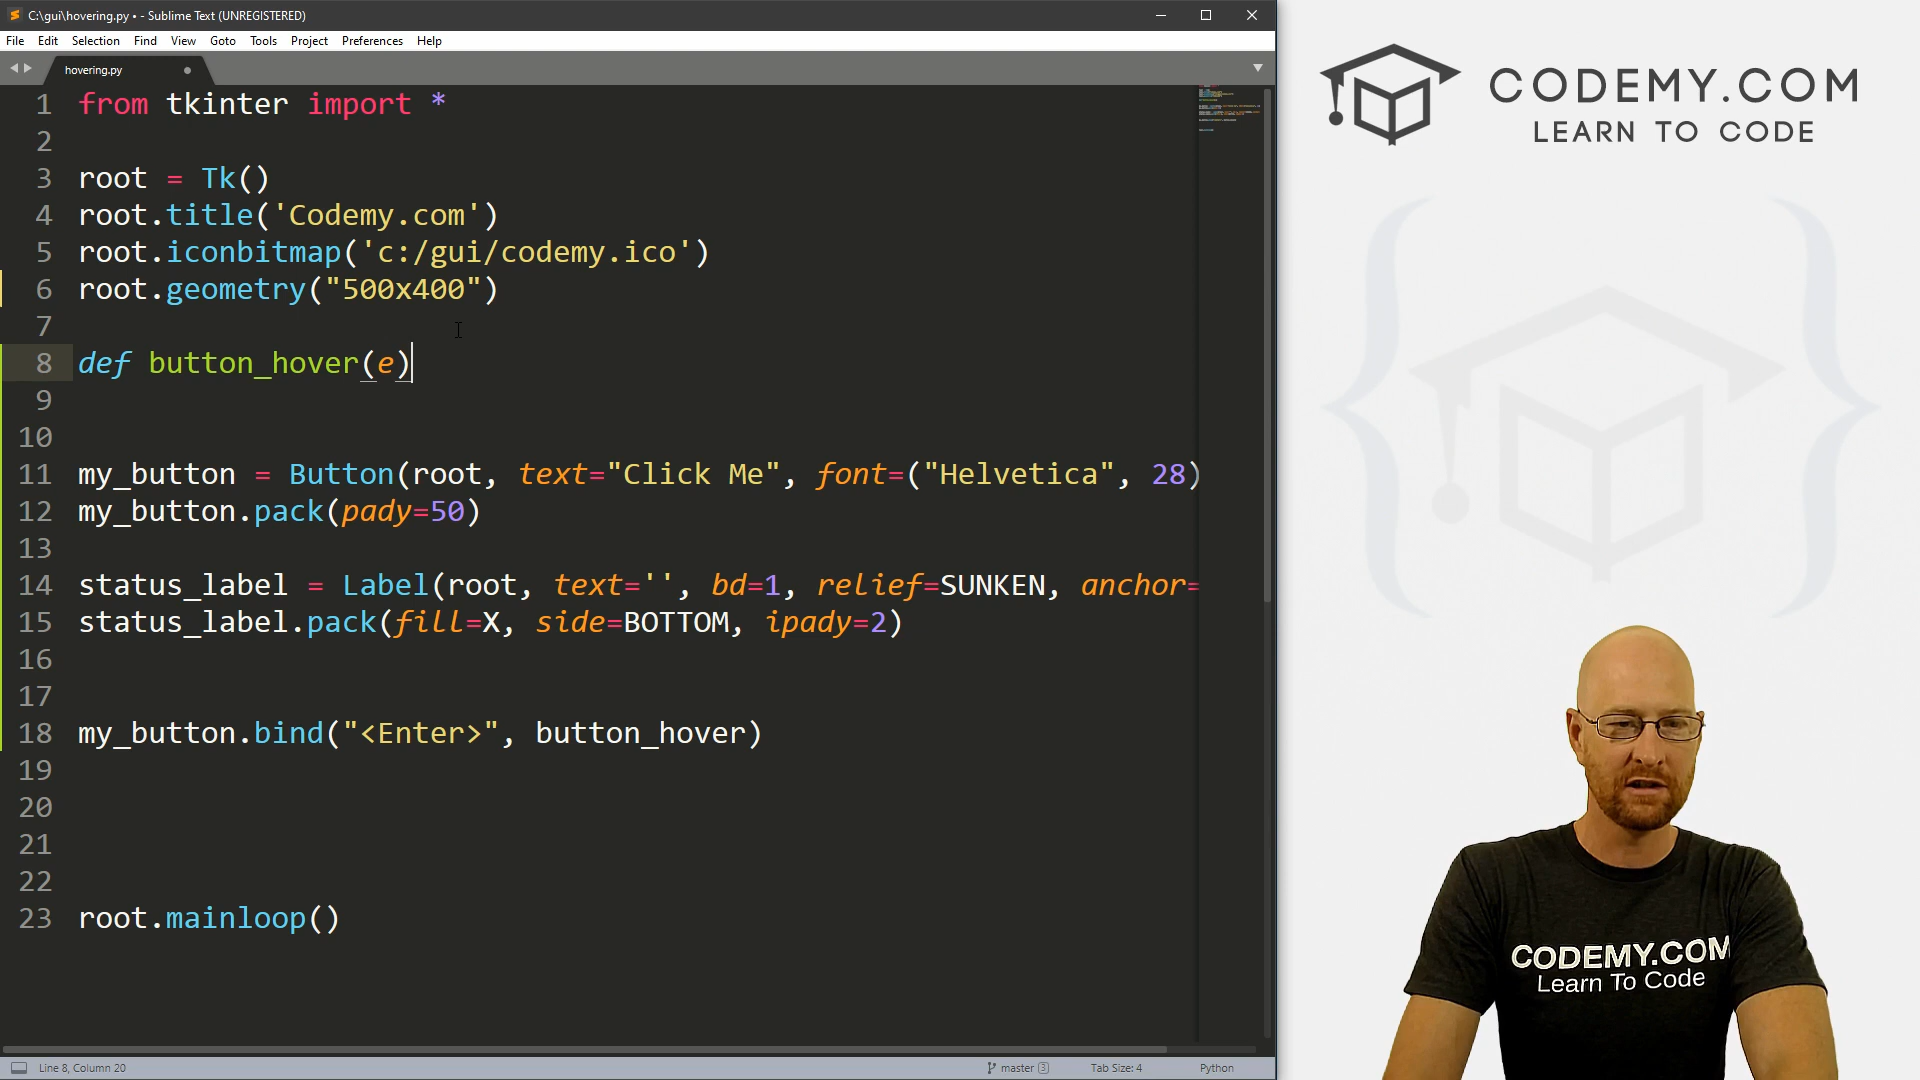 C:\gui\hovering.py • - Sublime Text (UNREGISTERED)
File Edit Selection Find View Goto Tools Project Preferences Help
hovering.py
1 from tkinter import *
2
3 root = Tk()
4 root.title('Codemy.com')
5 root.iconbitmap('c:/gui/codemy.ico')
6 root.geometry("500x400")
7
8 def button_hover(e)
9
10
11 my_button = Button(root, text="Click Me", font=("Helvetica", 28)
12 my_button.pack(pady=50)
13
14 status_label = Label(root, text='', bd=1, relief=SUNKEN, anchor=
15 status_label.pack(fill=X, side=BOTTOM, ipady=2)
16
17
18 my_button.bind("<Enter>", button_hover)
19
20
21
22
23 root.mainloop()
Line 8, Column 20
master 3
Tab Size: 4
Python
CODEMY.COM
LEARN TO CODE
CODEMY.COM
Learn To Code